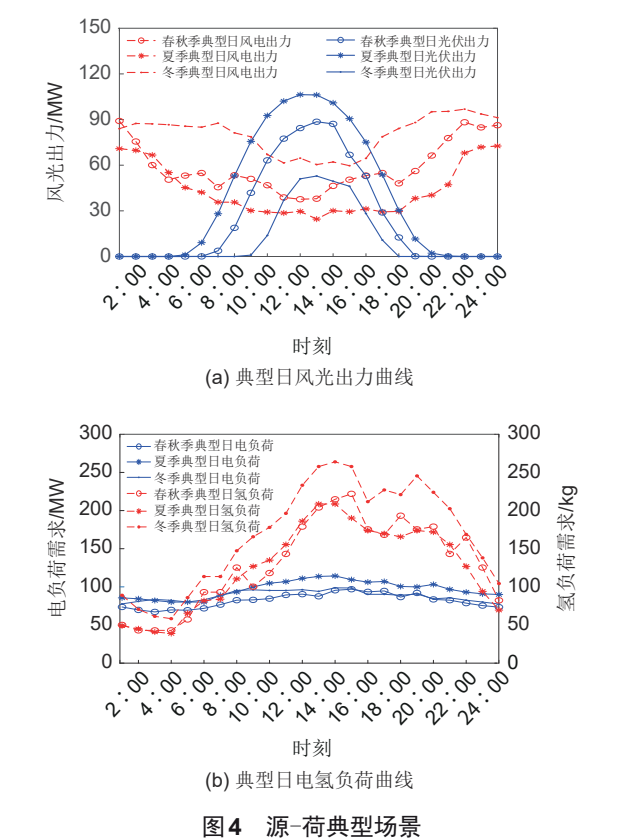 150
120
90
60
30
0
风光出力/MW
春秋季典型日风电出力
夏季典型日风电出力
冬季典型日风电出力
春秋季典型日光伏出力
夏季典型日光伏出力
冬季典型日光伏出力
2:00
4:00
6:00
8:00
10:00
12:00
14:00
16:00
18:00
20:00
22:00
24:00
时刻
(a) 典型日风光出力曲线
300
250
200
150
100
50
0
电负荷需求/MW
春秋季典型日电负荷
夏季典型日电负荷
冬季典型日电负荷
春秋季典型日氢负荷
夏季典型日氢负荷
冬季典型日氢负荷
300
250
200
150
100
50
0
氢负荷需求/kg
2:00
4:00
6:00
8:00
10:00
12:00
14:00
16:00
18:00
20:00
22:00
24:00
时刻
(b) 典型日电氢负荷曲线
图4 源-荷典型场景